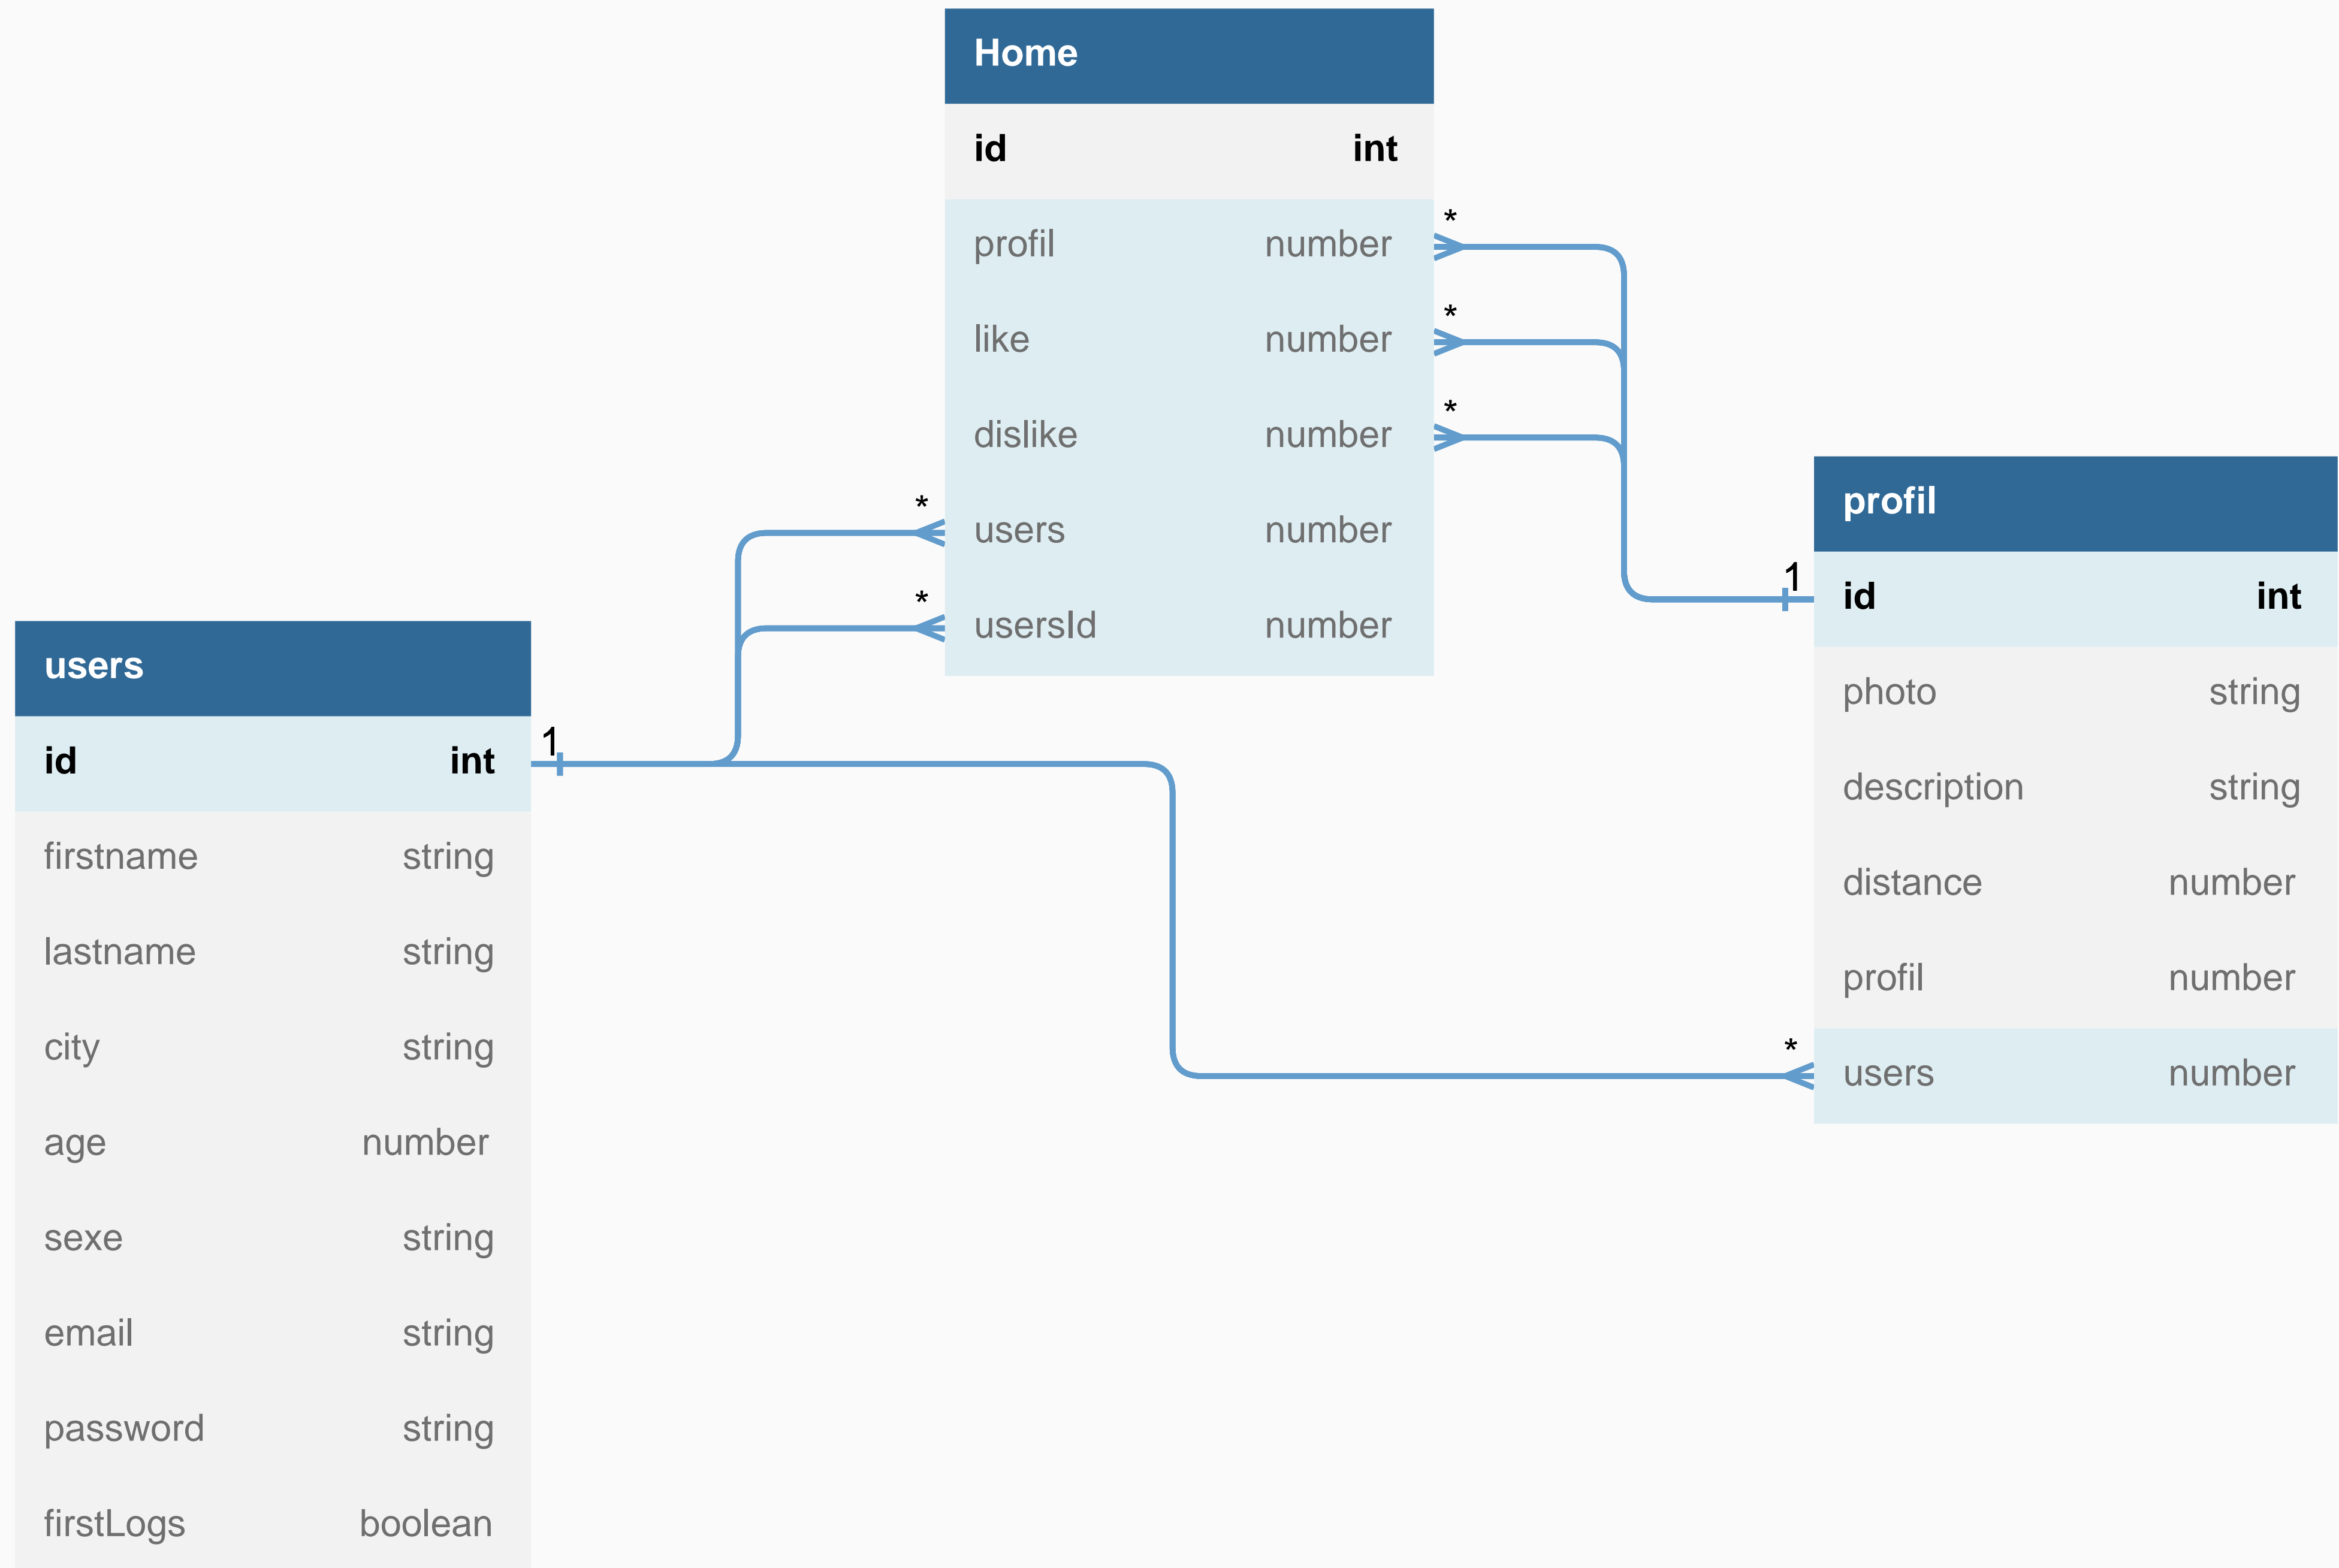 Home
id int
profil number *
like number *
dislike number *
* users number
* usersId number
users
id int 1
firstname string
lastname string
city string
age number
sexe string
email string
password string
firstLogs boolean
profil
1 id int
photo string
description string
distance number
profil number
* users number